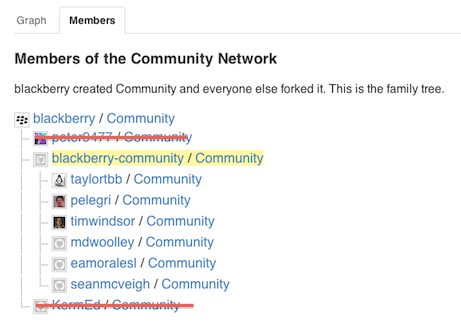 Graph Members
Members of the Community Network
blackberry created Community and everyone else forked it. This is the family tree.
blackberry / Community
peter9477 / Community
blackberry-community / Community
taylortbb / Community
pelegri / Community
timwindsor / Community
mdwoolley / Community
eamoralesl / Community
seanmcveigh / Community
KermEd / Community